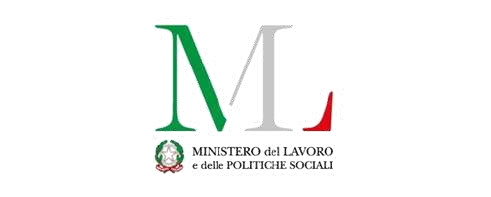 ML
MINISTERO del LAVORO
e delle POLITICHE SOCIALI